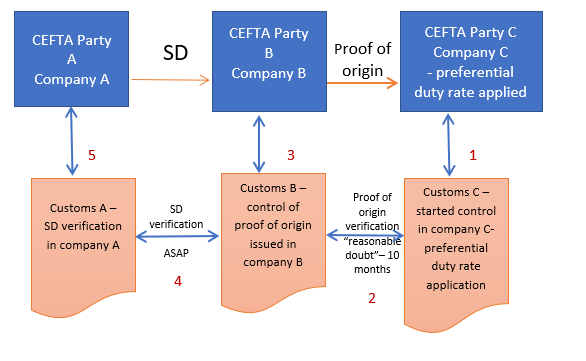 CEFTA Party
A
Company A
SD
CEFTA Party
B
Company B
Proof of
origin
CEFTA Party C
Company C
- preferential
duty rate applied
5
3
1
Customs A –
SD verification
in company A
SD
verification
ASAP
4
Customs B –
control of
proof of origin
issued in
company B
Proof of
origin
verification
“reasonable
doubt”– 10
months
2
Customs C –
started control
in company C-
preferential
duty rate
application